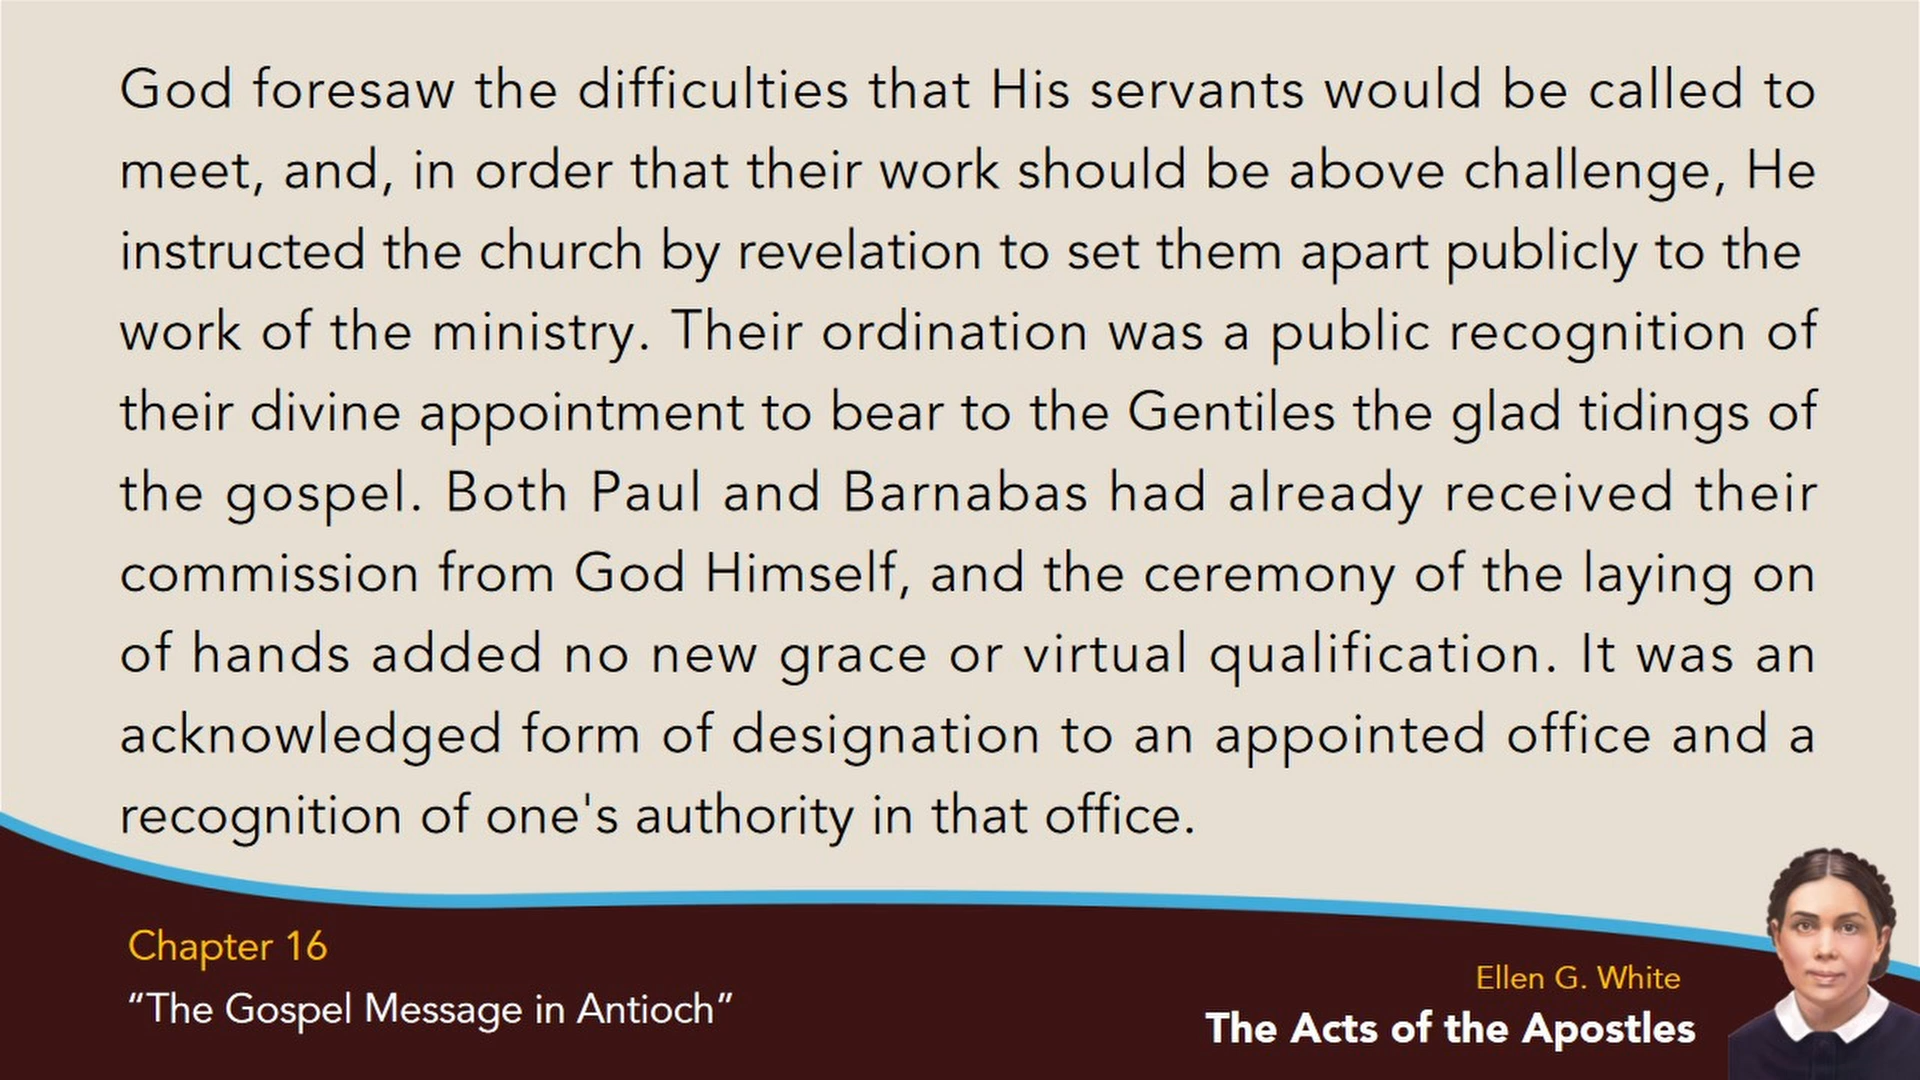 God foresaw the difficulties that His servants would be called to
meet, and, in order that their work should be above challenge, He
instructed the church by revelation to set them apart publicly to the
work of the ministry. Their ordination was a public recognition of
their divine appointment to bear to the Gentiles the glad tidings of
the gospel. Both Paul and Barnabas had already received their
commission from God Himself, and the ceremony of the laying on
of hands added no new grace or virtual qualification. It was an
acknowledged form of designation to an appointed office and a
recognition of one's authority in that office.
Chapter 16
“The Gospel Message in Antioch”
Ellen G. White
The Acts of the Apostles